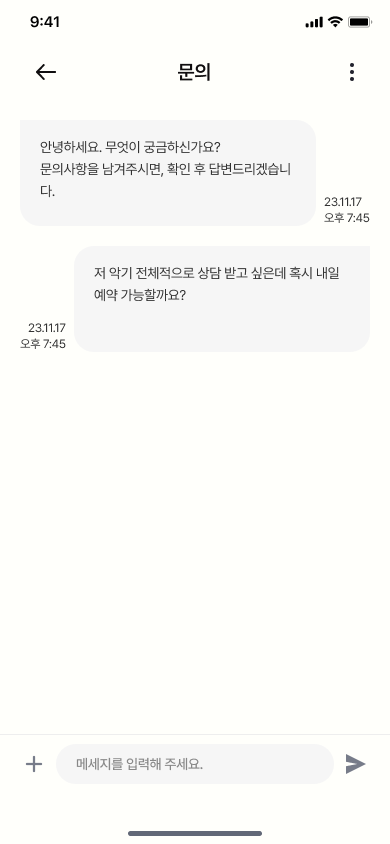 9:41
문의
안녕하세요. 무엇이 궁금하신가요?
문의사항을 남겨주시면, 확인 후 답변드리겠습니
다.
23.11.17
오후 7:45
저 악기 전체적으로 상담 받고 싶은데 혹시 내일
예약 가능할까요?
23.11.17
오후 7:45
메세지를 입력해 주세요.